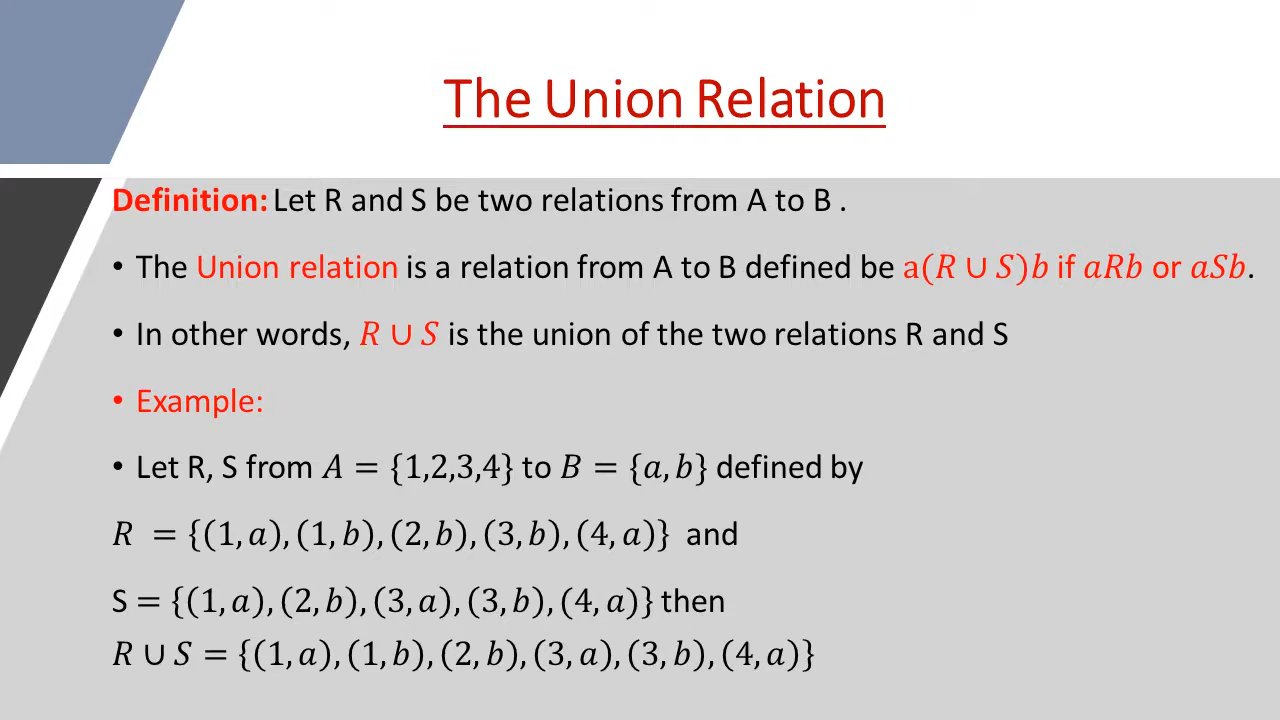 The Union Relation
Definition: Let R and S be two relations from A to B .
• The Union relation is a relation from A to B defined be a(𝑅 ∪ 𝑆)𝑏 if 𝑎𝑅𝑏 or 𝑎𝑆𝑏.
• In other words, 𝑅 ∪ 𝑆 is the union of the two relations R and S
• Example:
• Let R, S from 𝐴 = {1,2,3,4} to 𝐵 = {𝑎, 𝑏} defined by
𝑅 = {(1, 𝑎), (1, 𝑏), (2, 𝑏), (3, 𝑏), (4, 𝑎)} and
S = {(1, 𝑎), (2, 𝑏), (3, 𝑎), (3, 𝑏), (4, 𝑎)} then
𝑅 ∪ 𝑆 = {(1, 𝑎), (1, 𝑏), (2, 𝑏), (3, 𝑎), (3, 𝑏), (4, 𝑎)}